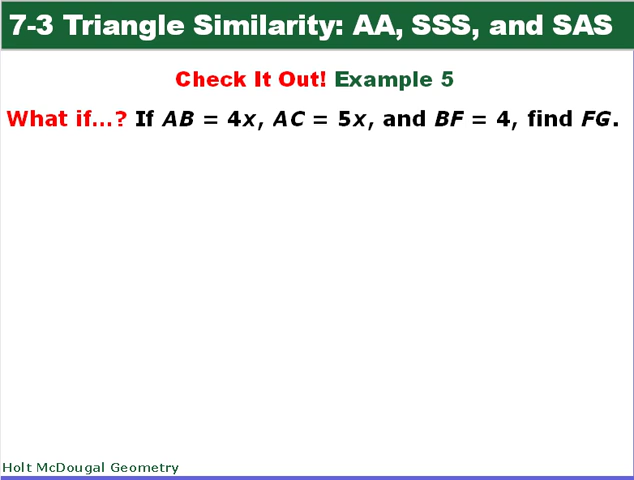 7-3 Triangle Similarity: AA, SSS, and SAS
Check It Out! Example 5
What if…? If AB = 4x, AC = 5x, and BF = 4, find FG.
Holt McDougal Geometry